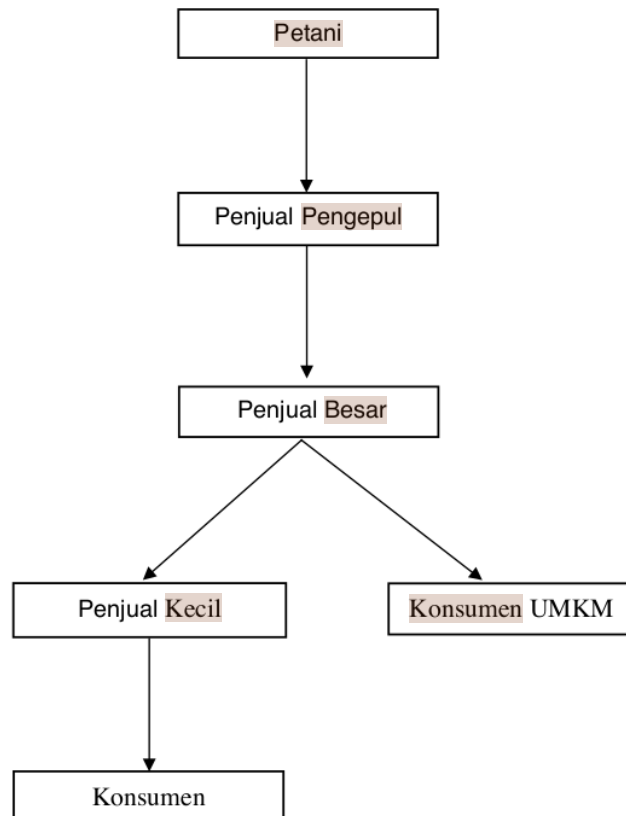 Petani
Penjual Pengepul
Penjual Besar
Penjual Kecil
Konsumen UMKM
Konsumen